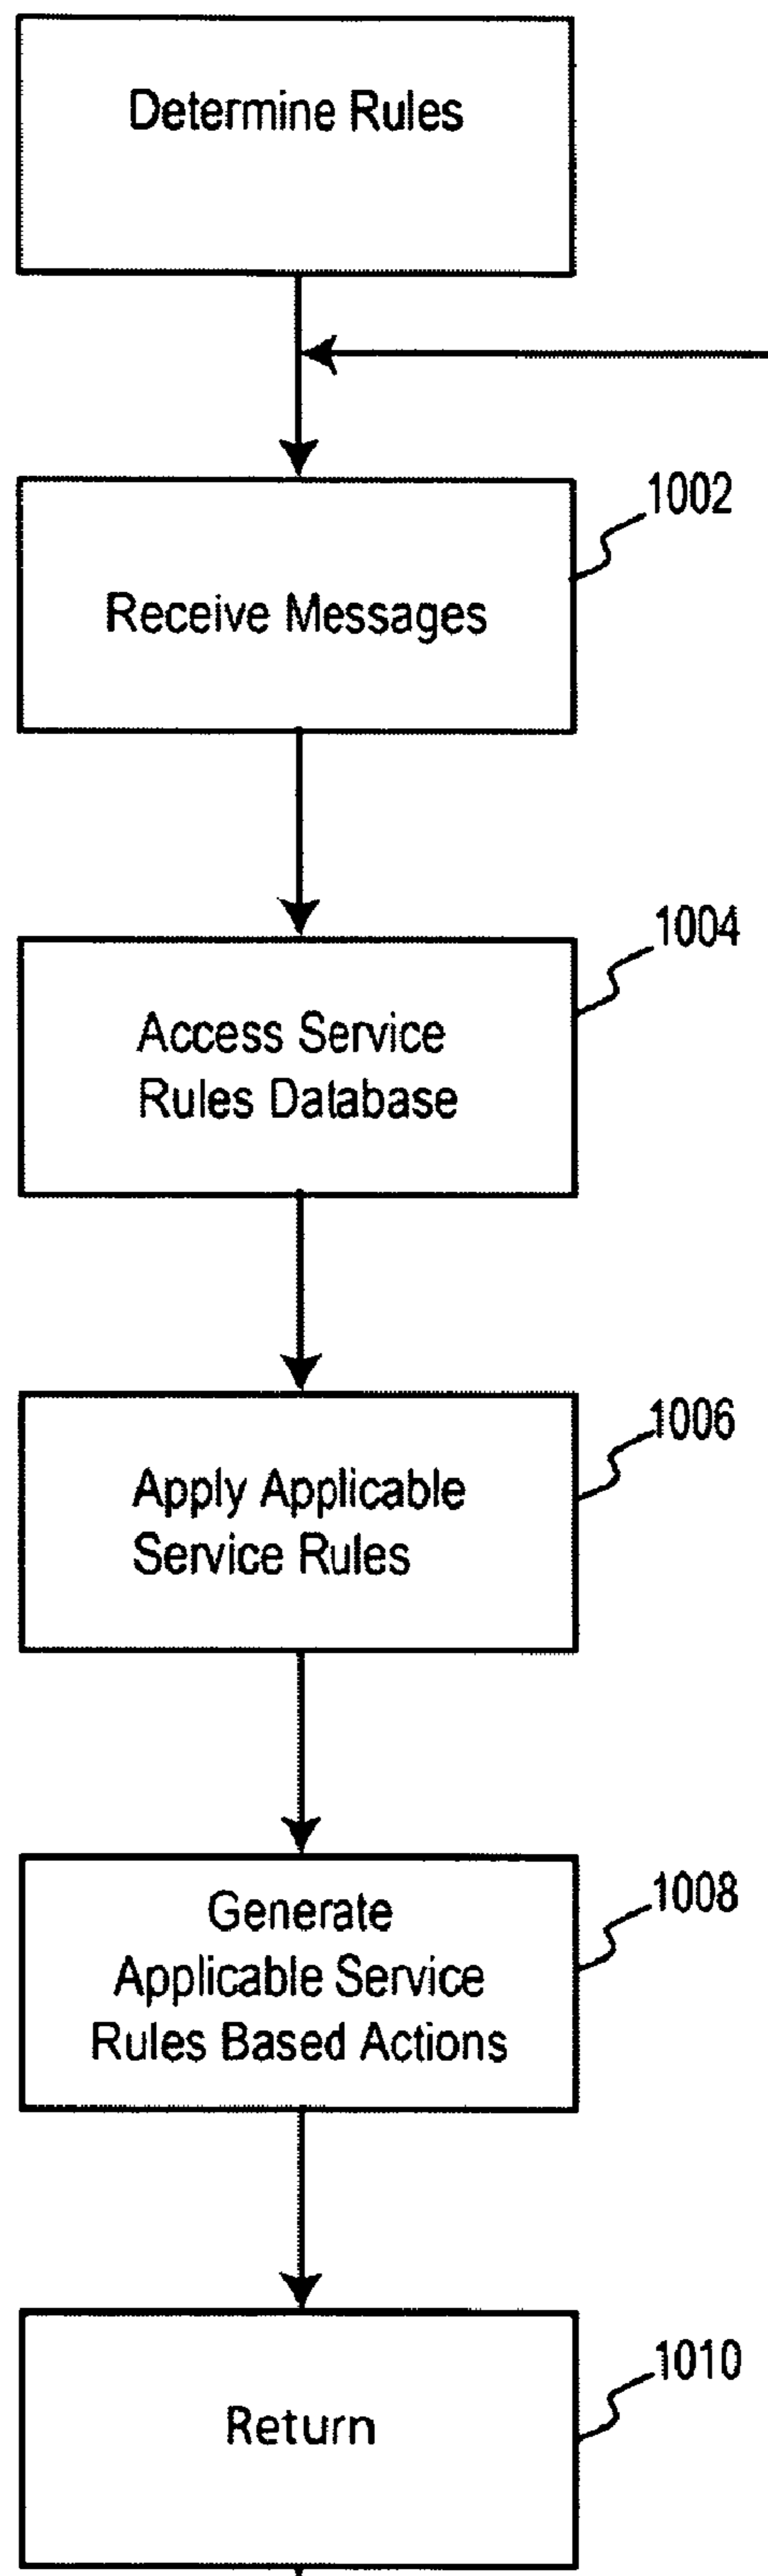 Determine Rules
1002
Receive Messages
1004
Access Service
Rules Database
1006
Apply Applicable
Service Rules
1008
Generate
Applicable Service
Rules Based Actions
1010
Return